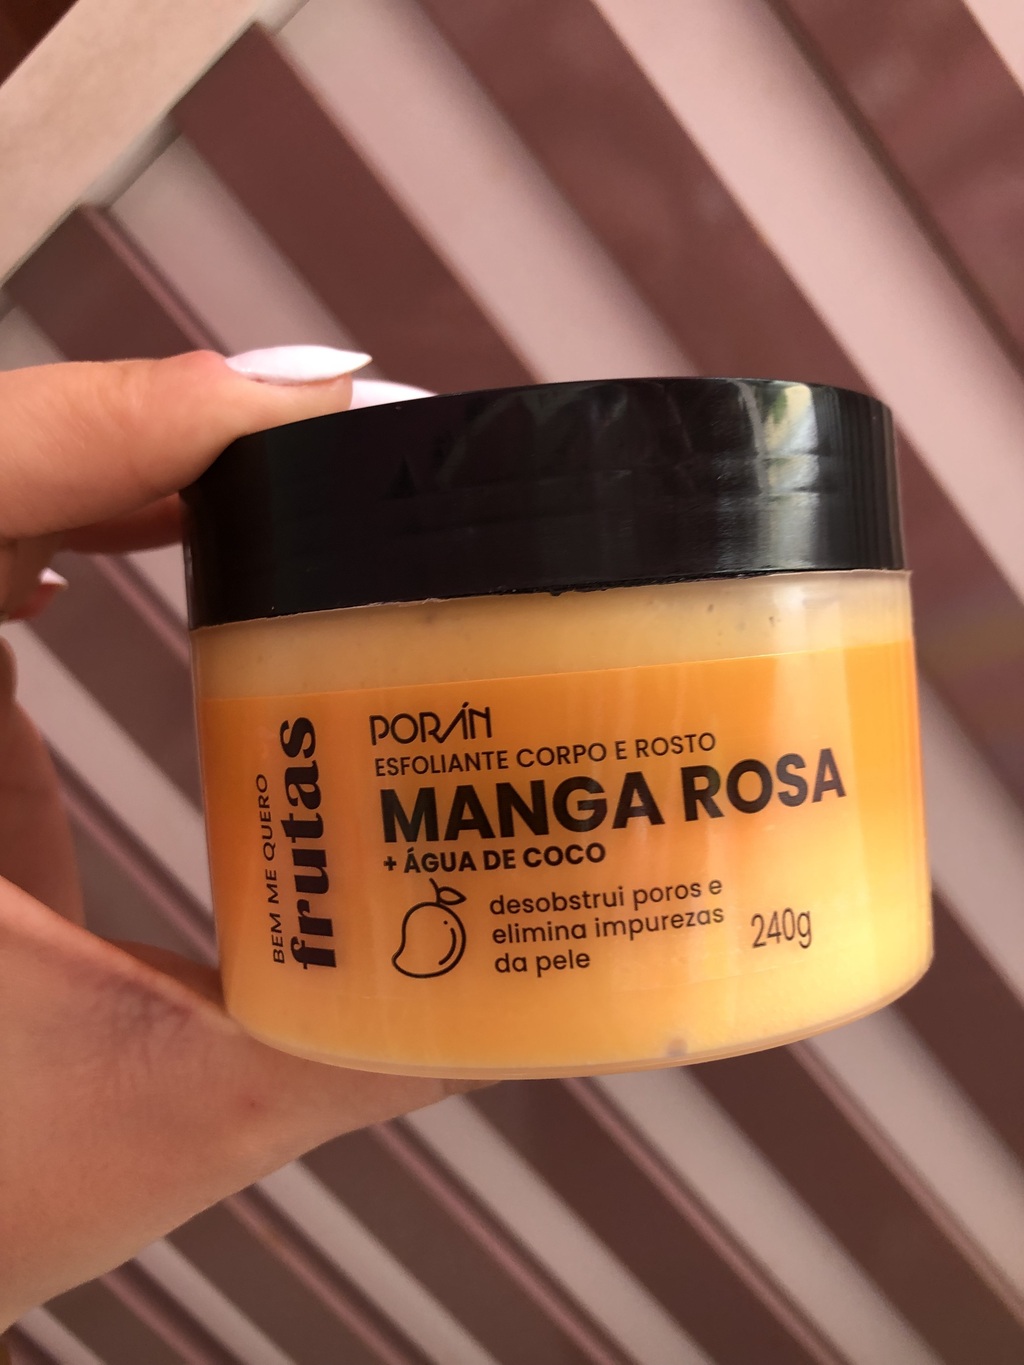 BEM ME QUERO
frutas
PORÁN
ESFOLIANTE CORPO E ROSTO
MANGA ROSA
+ ÁGUA DE COCO
desobstrui poros e
elimina impurezas
da pele
240g